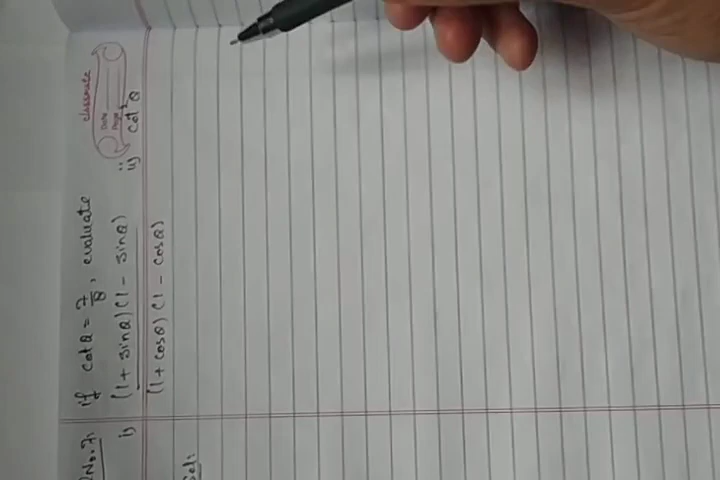 classmate
Date
Page
Q No. 7: if cot θ = 7/8, evaluate
i) (1 + sin θ) (1 - sin θ) ii) cot² θ
(1 + cos θ) (1 - cos θ)
Sol: